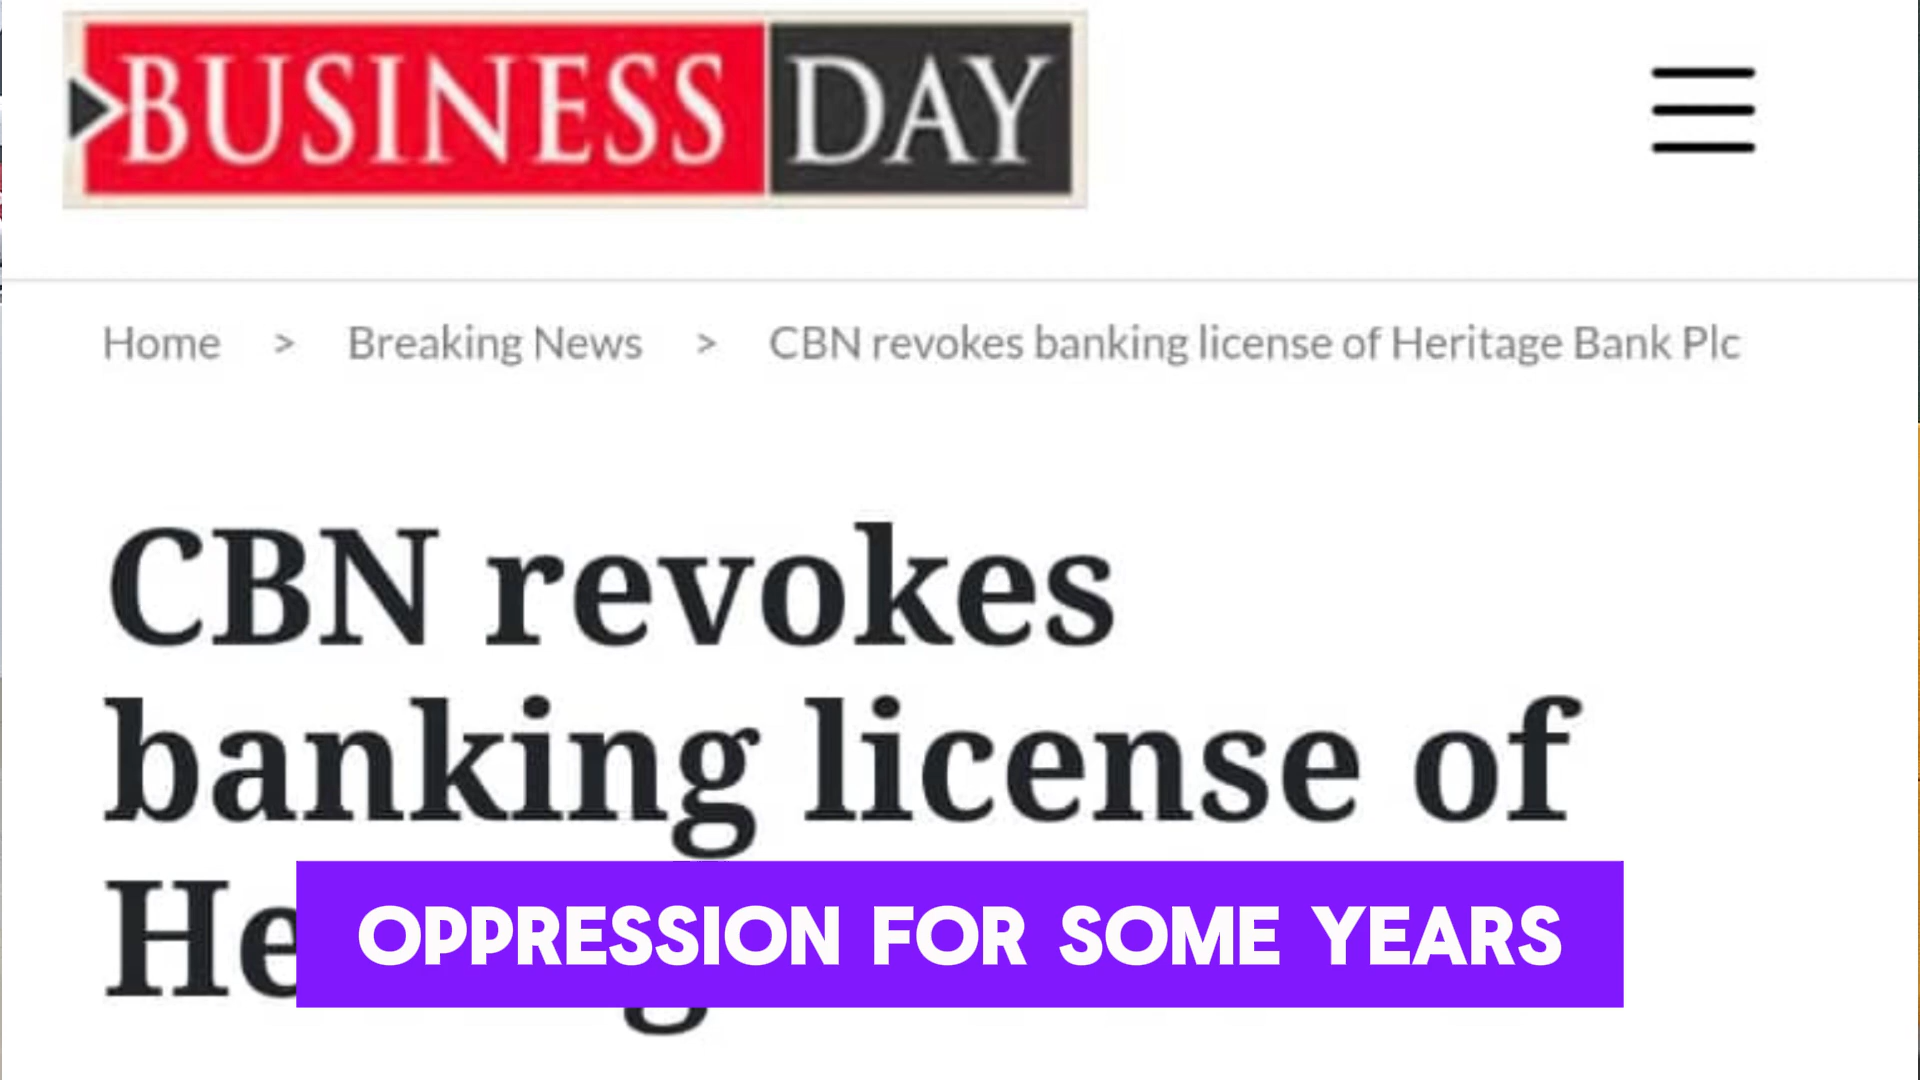 BUSINESS DAY
Home > Breaking News > CBN revokes banking license of Heritage Bank Plc
CBN revokes
banking license of
OPPRESSION FOR SOME YEARS